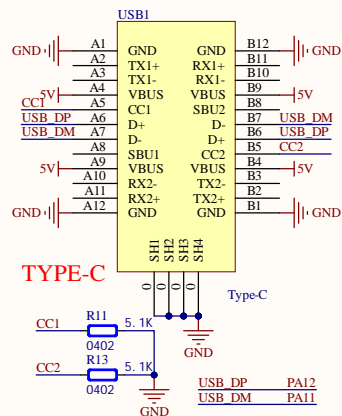 USB1
GND A1 GND GND B12 GND
A2 TX1+ RX1+ B11
A3 TX1- RX1- B10
5V A4 VBUS VBUS B9 5V
CC1 A5 CC1 SBU2 B8
USB_DP A6 D+ D- B7 USB_DM
USB_DM A7 D- D+ B6 USB_DP
A8 SBU1 CC2 B5 CC2
5V A9 VBUS VBUS B4 5V
A10 RX2- TX2- B3
A11 RX2+ TX2+ B2
GND A12 GND GND B1 GND
SH1 SH2 SH3 SH4
0 0 0 0
TYPE-C
Type-C
CC1 R11 5.1K
0402
GND
CC2 R13 5.1K
0402
GND
USB_DP PA12
USB_DM PA11